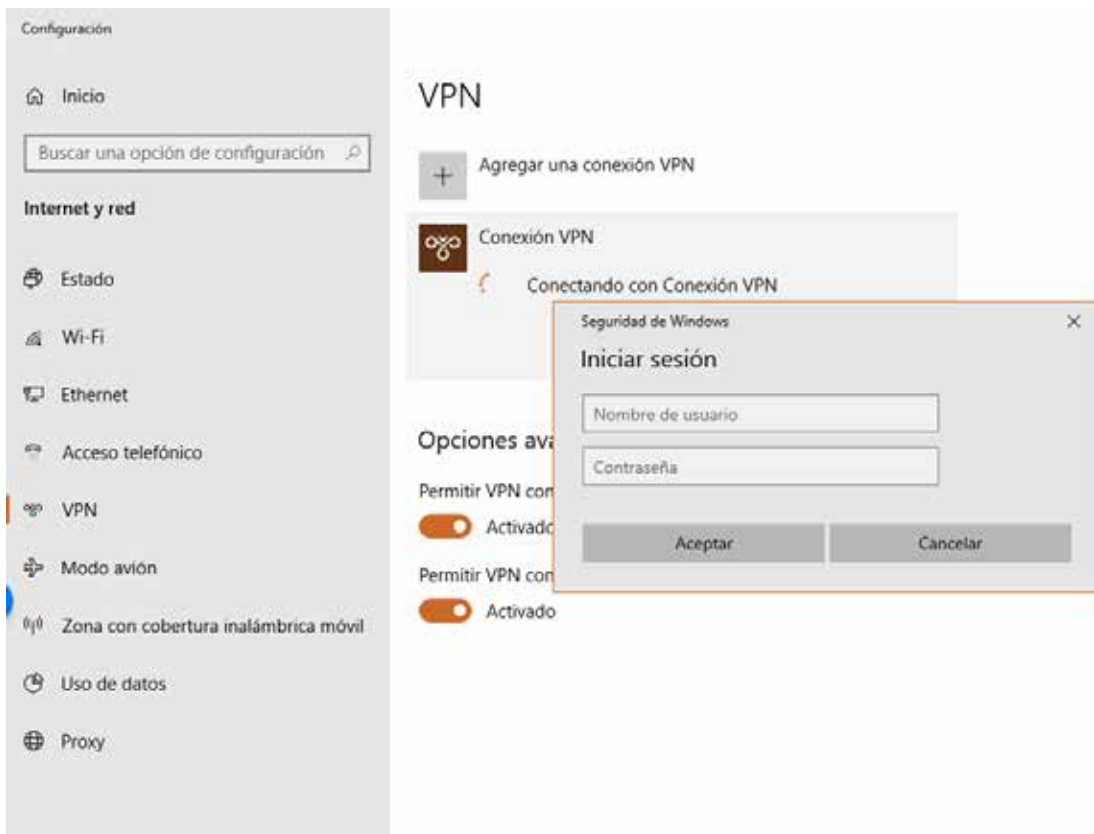 Configuración
Inicio
Buscar una opción de configuración
Internet y red
Estado
Wi-Fi
Ethernet
Acceso telefónico
VPN
Modo avión
Zona con cobertura inalámbrica móvil
Uso de datos
Proxy
VPN
Agregar una conexión VPN
Conexión VPN
Conectando con Conexión VPN
Opciones ava
Permitir VPN con
Activado
Permitir VPN con
Activado
Seguridad de Windows
Iniciar sesión
Nombre de usuario
Contraseña
Aceptar
Cancelar